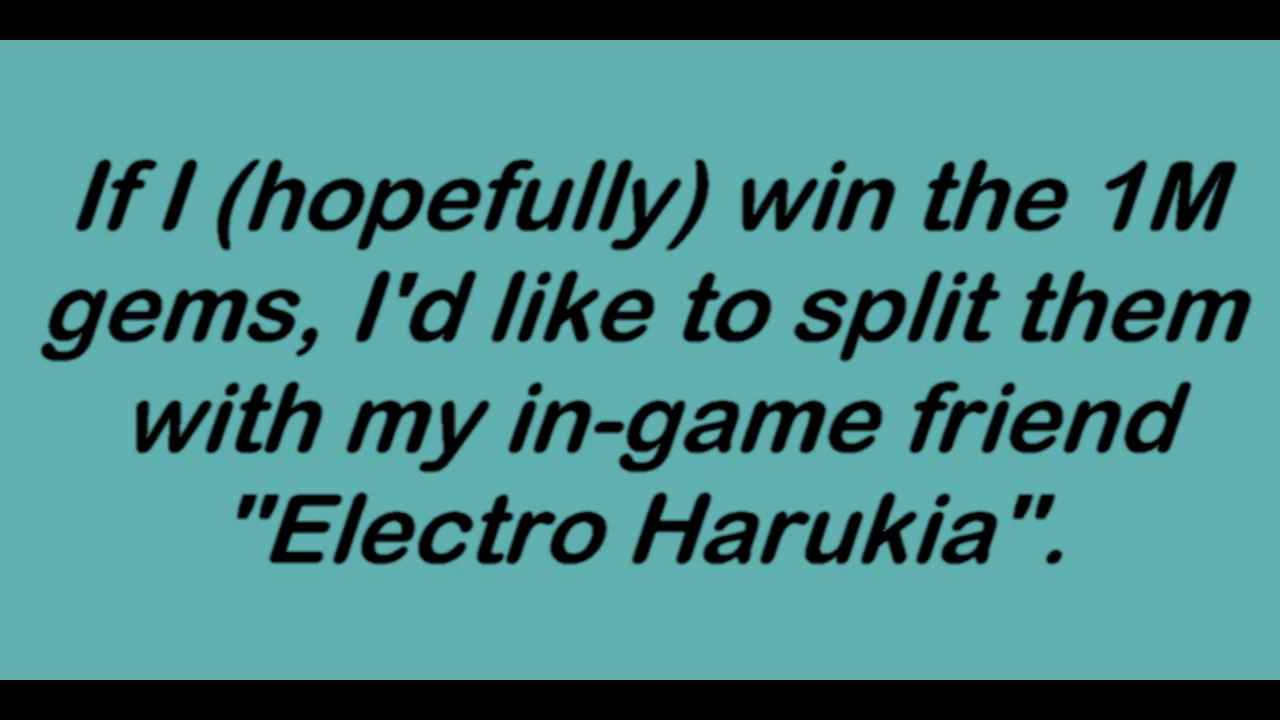 If I (hopefully) win the 1M
gems, I'd like to split them
with my in-game friend
"Electro Harukia".